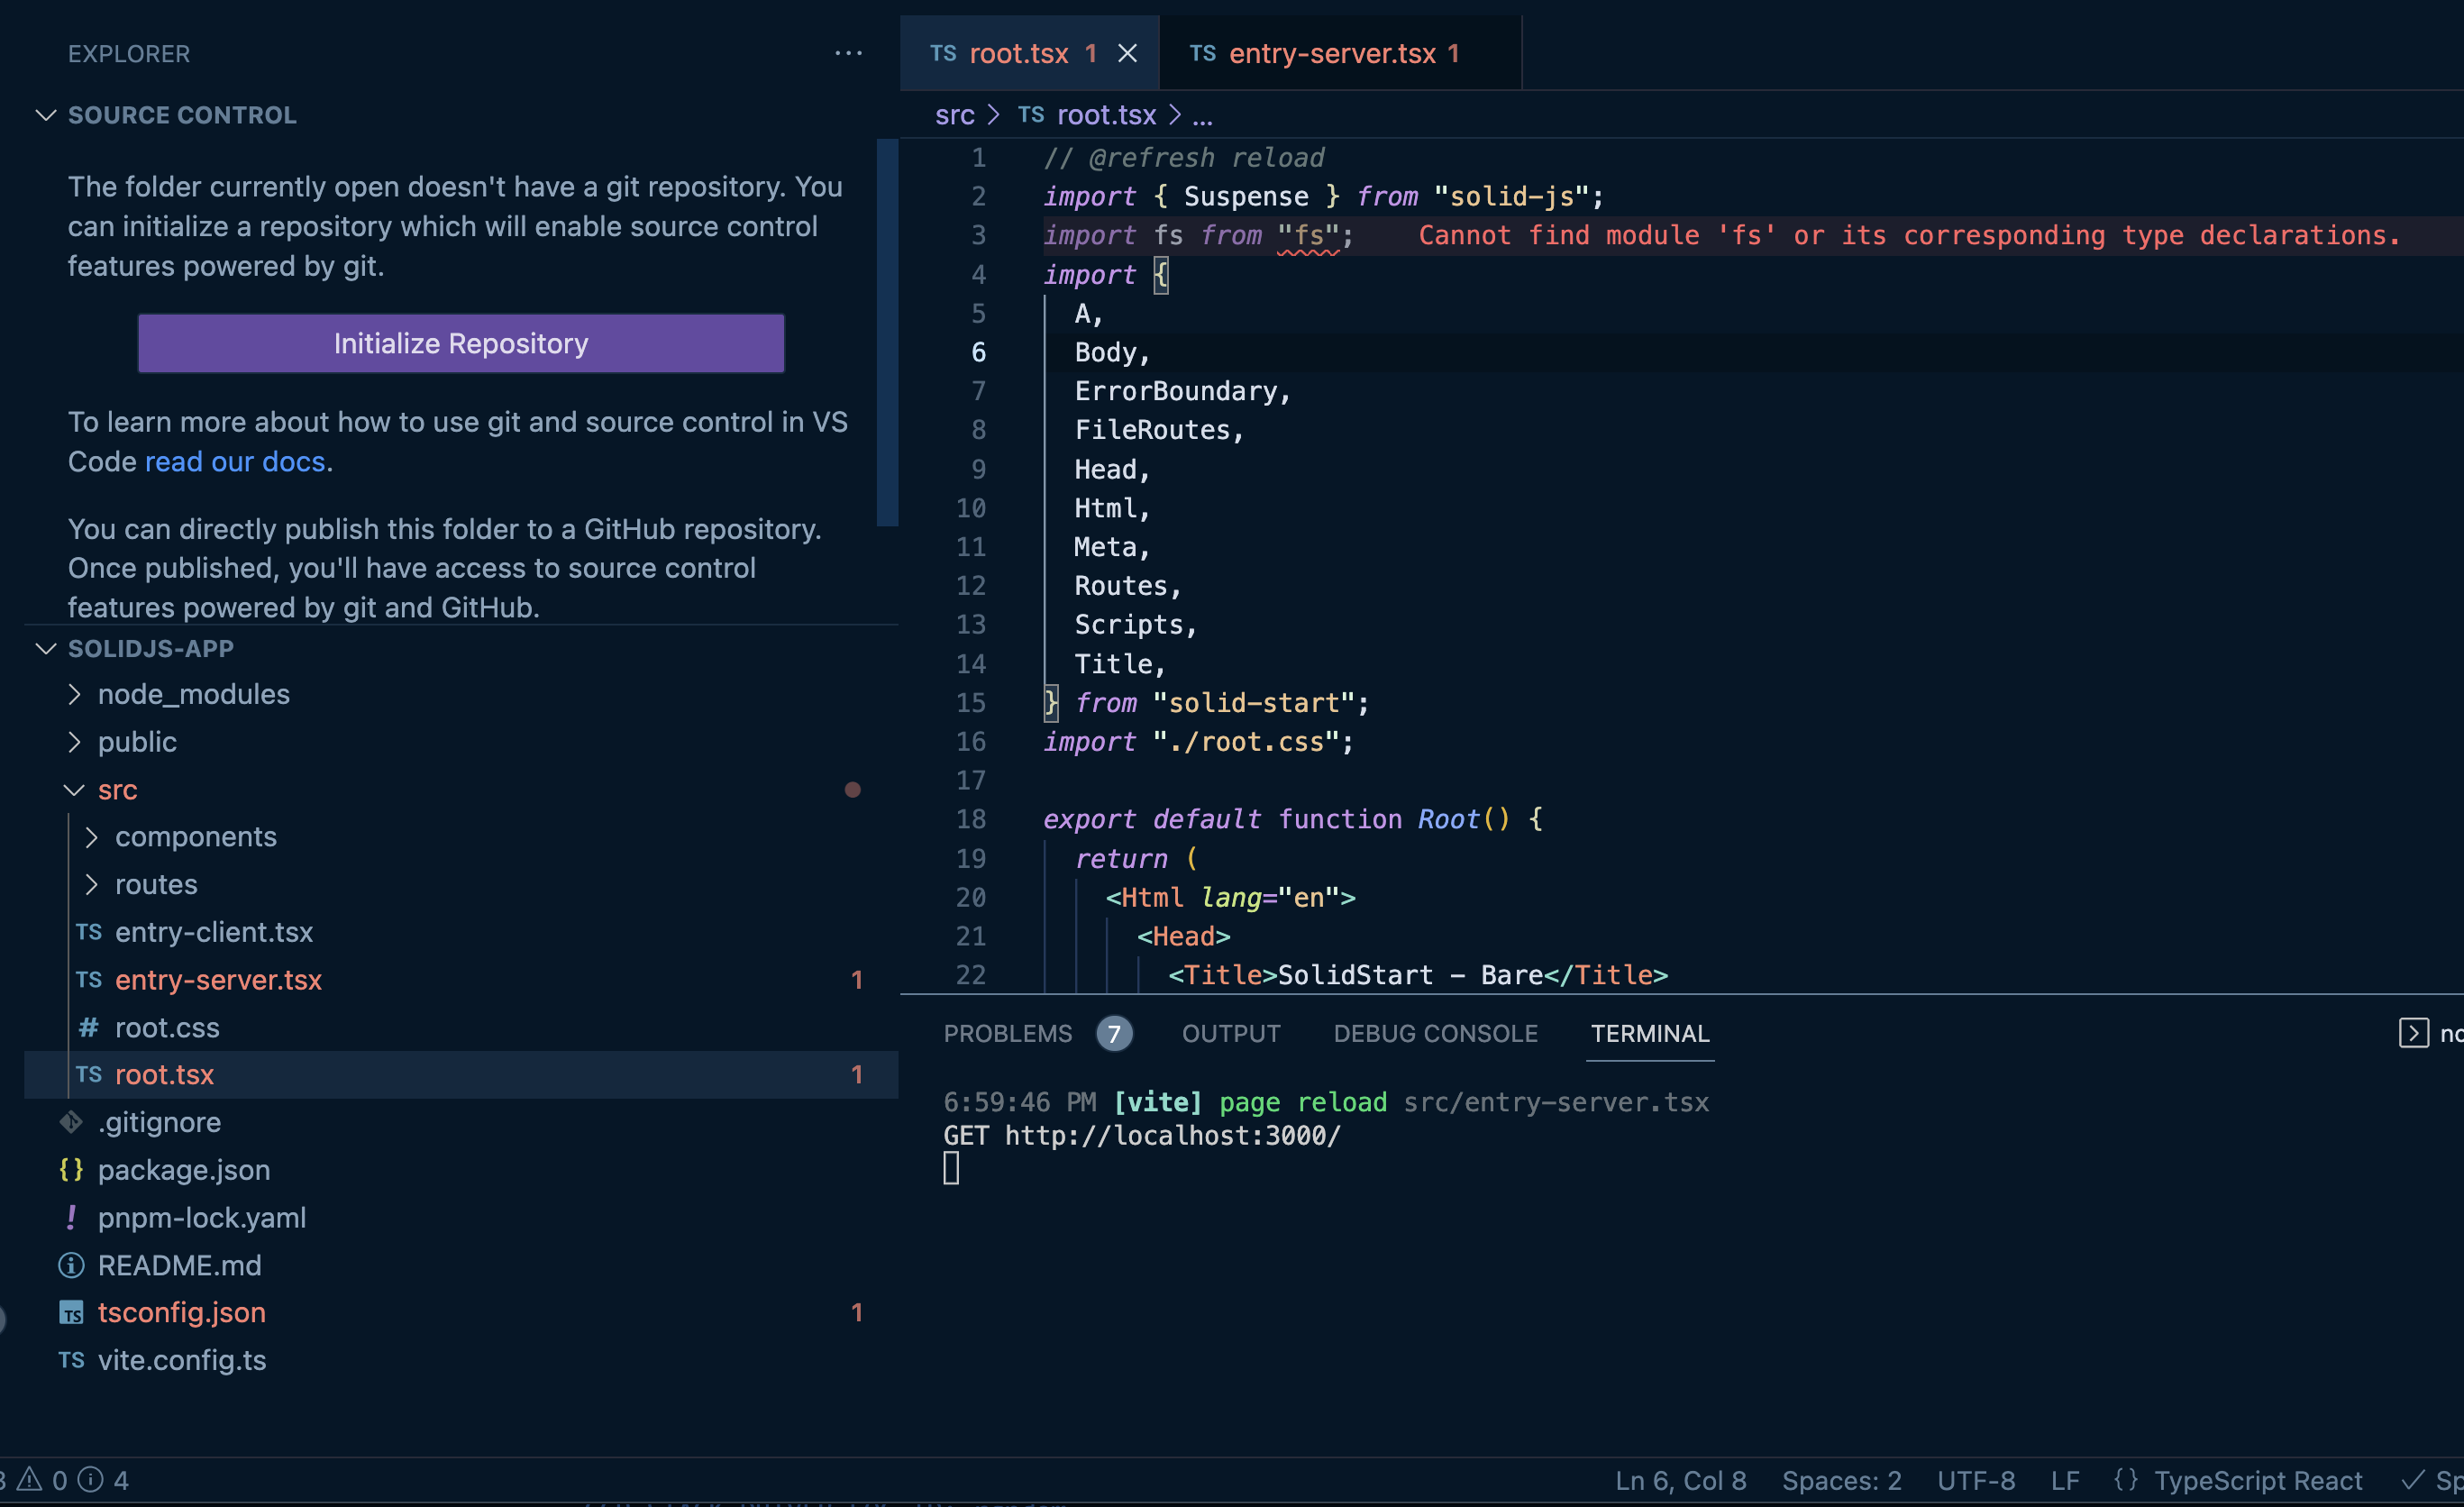 EXPLORER ...
SOURCE CONTROL
The folder currently open doesn't have a git repository. You
can initialize a repository which will enable source control
features powered by git.
Initialize Repository
To learn more about how to use git and source control in VS
Code read our docs.
You can directly publish this folder to a GitHub repository.
Once published, you'll have access to source control
features powered by git and GitHub.
SOLIDJS-APP
node_modules
public
src
components
routes
TS entry-client.tsx
TS entry-server.tsx 1
# root.css
TS root.tsx 1
.gitignore
{} package.json
! pnpm-lock.yaml
README.md
TS tsconfig.json 1
TS vite.config.ts
TS root.tsx 1
TS entry-server.tsx 1
src > TS root.tsx > ...
1 // @refresh reload
2 import { Suspense } from "solid-js";
3 import fs from "fs"; Cannot find module 'fs' or its corresponding type declarations.
4 import {
5 A,
6 Body,
7 ErrorBoundary,
8 FileRoutes,
9 Head,
10 Html,
11 Meta,
12 Routes,
13 Scripts,
14 Title,
15 } from "solid-start";
16 import "./root.css";
17
18 export default function Root() {
19 return (
20 <Html lang="en">
21 <Head>
22 <Title>SolidStart - Bare</Title>
PROBLEMS 7 OUTPUT DEBUG CONSOLE TERMINAL
6:59:46 PM [vite] page reload src/entry-server.tsx
GET http://localhost:3000/
0 4 Ln 6, Col 8 Spaces: 2 UTF-8 LF {} TypeScript React